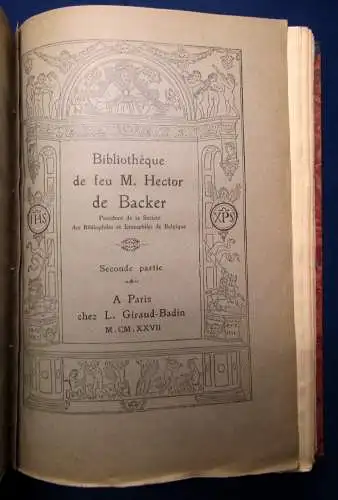 Bibliothèque
de feu M. Hector
de Backer
Président de la Société
des Bibliophiles et Iconophiles de Belgique
IHS
XPS
Seconde partie
A Paris
chez L. Giraud-Badin
M.CM.XXVII